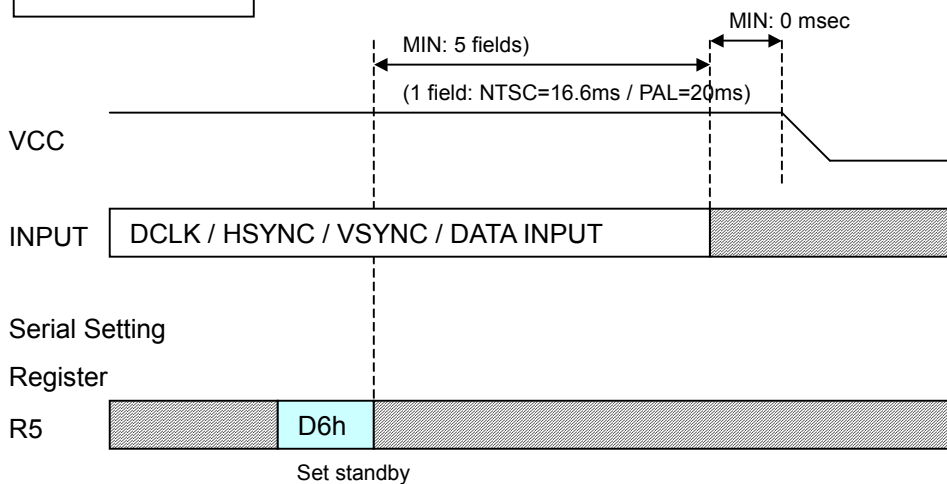 MIN: 0 msec
MIN: 5 fields)
(1 field: NTSC=16.6ms / PAL=20ms)
VCC
INPUT DCLK / HSYNC / VSYNC / DATA INPUT
Serial Setting
Register
R5 D6h
Set standby